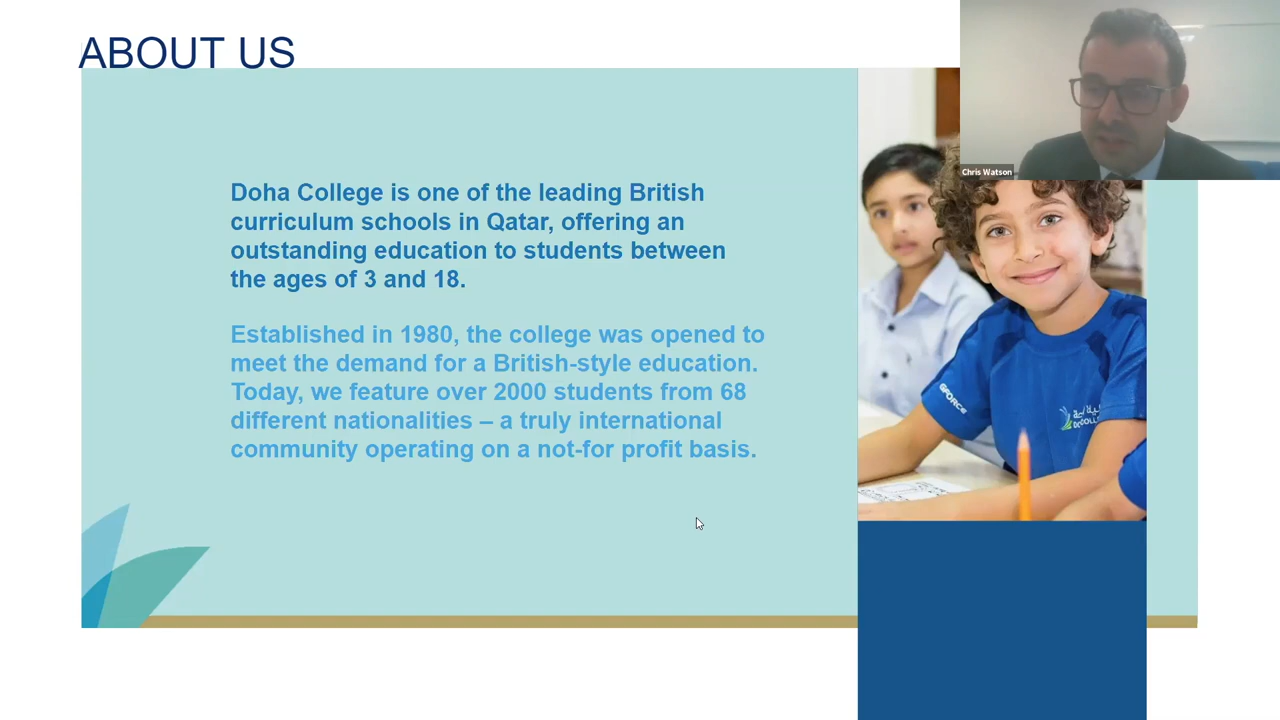 ABOUT US
Chris Watson
Doha College is one of the leading British
curriculum schools in Qatar, offering an
outstanding education to students between
the ages of 3 and 18.
Established in 1980, the college was opened to
meet the demand for a British-style education.
Today, we feature over 2000 students from 68
different nationalities – a truly international
community operating on a not-for profit basis.
GFORCE